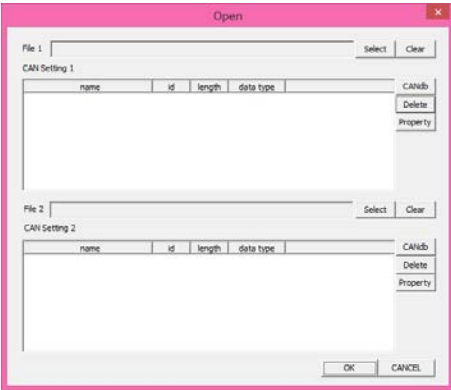 Open
File 1 Select Clear
CAN Setting 1
name id length data type CANdb
Delete
Property
File 2 Select Clear
CAN Setting 2
name id length data type CANdb
Delete
Property
OK CANCEL